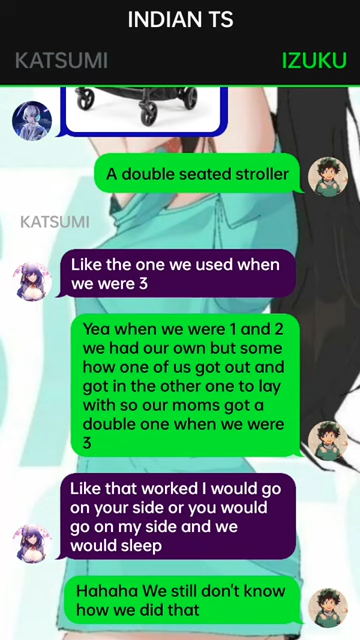 INDIAN TS
KATSUMI
IZUKU
A double seated stroller
KATSUMI
Like the one we used when
we were 3
Yea when we were 1 and 2
we had our own but some
how one of us got out and
got in the other one to lay
with so our moms got a
double one when we were
3
Like that worked I would go
on your side or you would
go on my side and we
would sleep
Hahaha We still don't know
how we did that